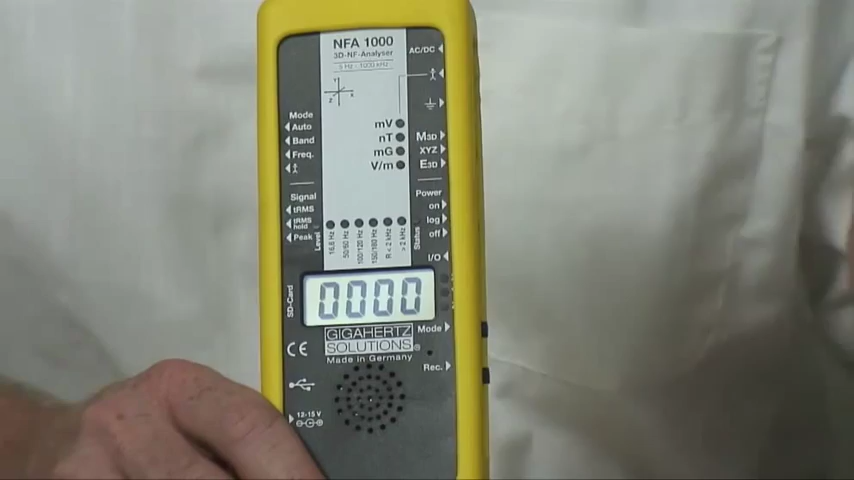 NFA 1000
3D-NF-Analyser
5 Hz - 1000 kHz
AC/DC
Y
X
Z
Mode
Auto
Band
Freq.
mV
nT
mG
V/m
M3D
XYZ
E3D
Signal
tRMS
tRMS
hold
Peak
Power
on
log
off
I/O
Level
16,6 Hz
50/60 Hz
100/120 Hz
150/180 Hz
R < 2 kHz
> 2 kHz
Status
SD-Card
0000
Mode
GIGAHERTZ
SOLUTIONS®
Made in Germany
CE
Rec.
12-15 V